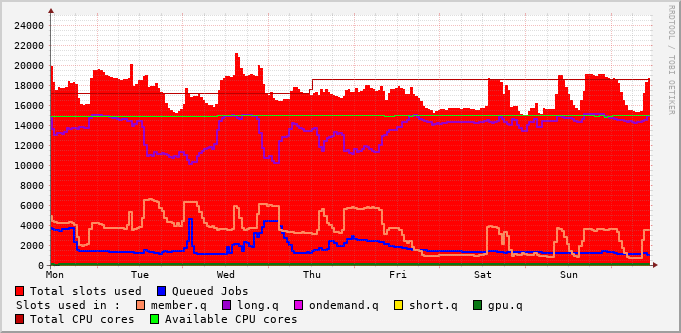 24000
22000
20000
18000
16000
14000
12000
10000
8000
6000
4000
2000
0
Mon Tue Wed Thu Fri Sat Sun
RRDTOOL / TOBI OETIKER
Total slots used Queued Jobs
Slots used in : member.q long.q ondemand.q short.q gpu.q
Total CPU cores Available CPU cores